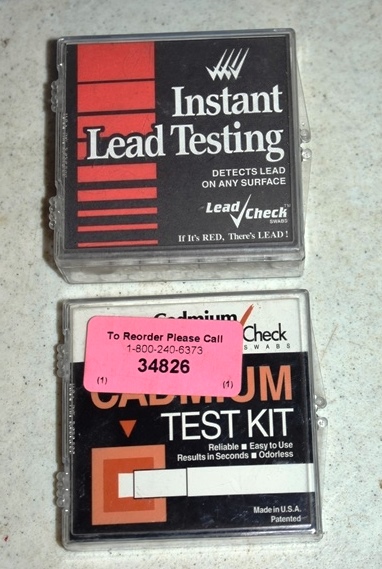 Instant
Lead Testing
DETECTS LEAD
ON ANY SURFACE
Lead Check™
SWABS
If It's RED, There's LEAD!
Cadmium
Check
SWABS
To Reorder Please Call
1-800-240-6373
34826
(1) (1)
CADMIUM
TEST KIT
Reliable ■ Easy to Use
Results in Seconds ■ Odorless
Made in U.S.A.
Patented